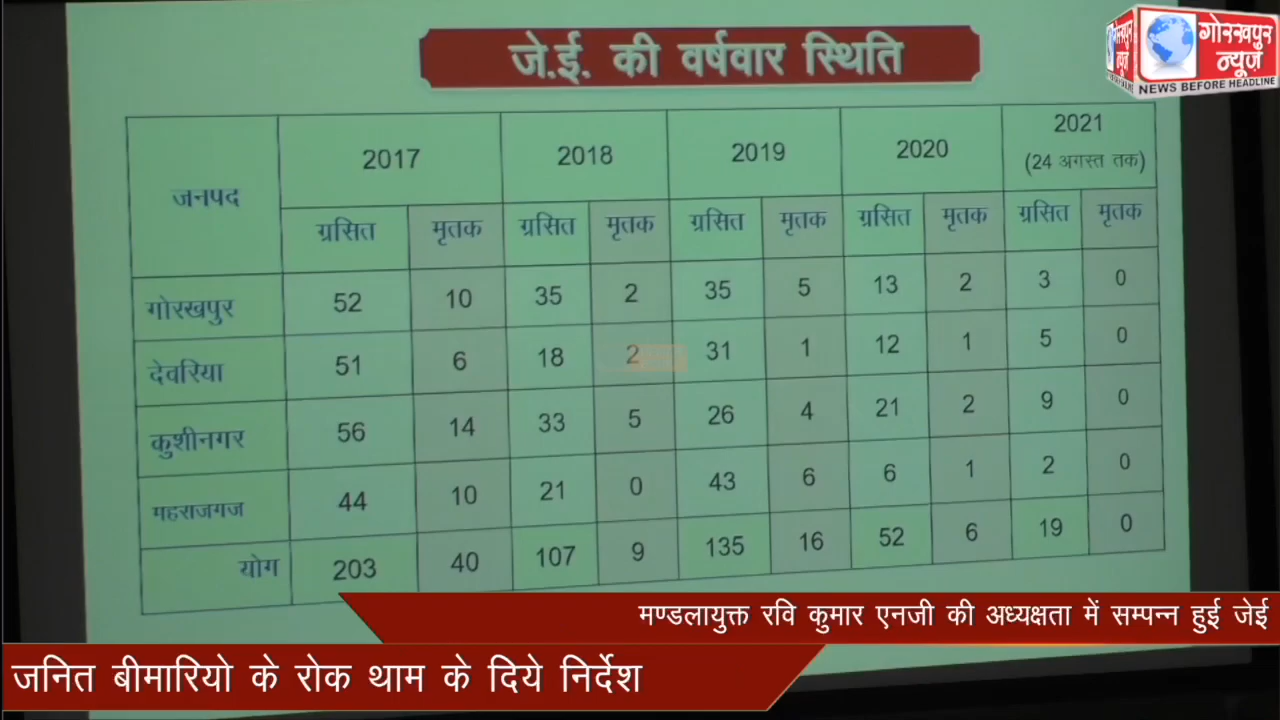 जे.ई. की वर्षवार स्थिति
गोरखपुर
न्यूज़
गोरखपुर
न्यूज़
NEWS BEFORE HEADLINE
जनपद 2017 2018 2019 2020 2021
(24 अगस्त तक)
ग्रसित मृतक ग्रसित मृतक ग्रसित मृतक ग्रसित मृतक ग्रसित मृतक
गोरखपुर 52 10 35 2 35 5 13 2 3 0
देवरिया 51 6 18 2 31 1 12 1 5 0
कुशीनगर 56 14 33 5 26 4 21 2 9 0
महराजगज 44 10 21 0 43 6 6 1 2 0
योग 203 40 107 9 135 16 52 6 19 0
मण्डलायुक्त रवि कुमार एनजी की अध्यक्षता में सम्पन्न हुई जेई
जनित बीमारियो के रोक थाम के दिये निर्देश